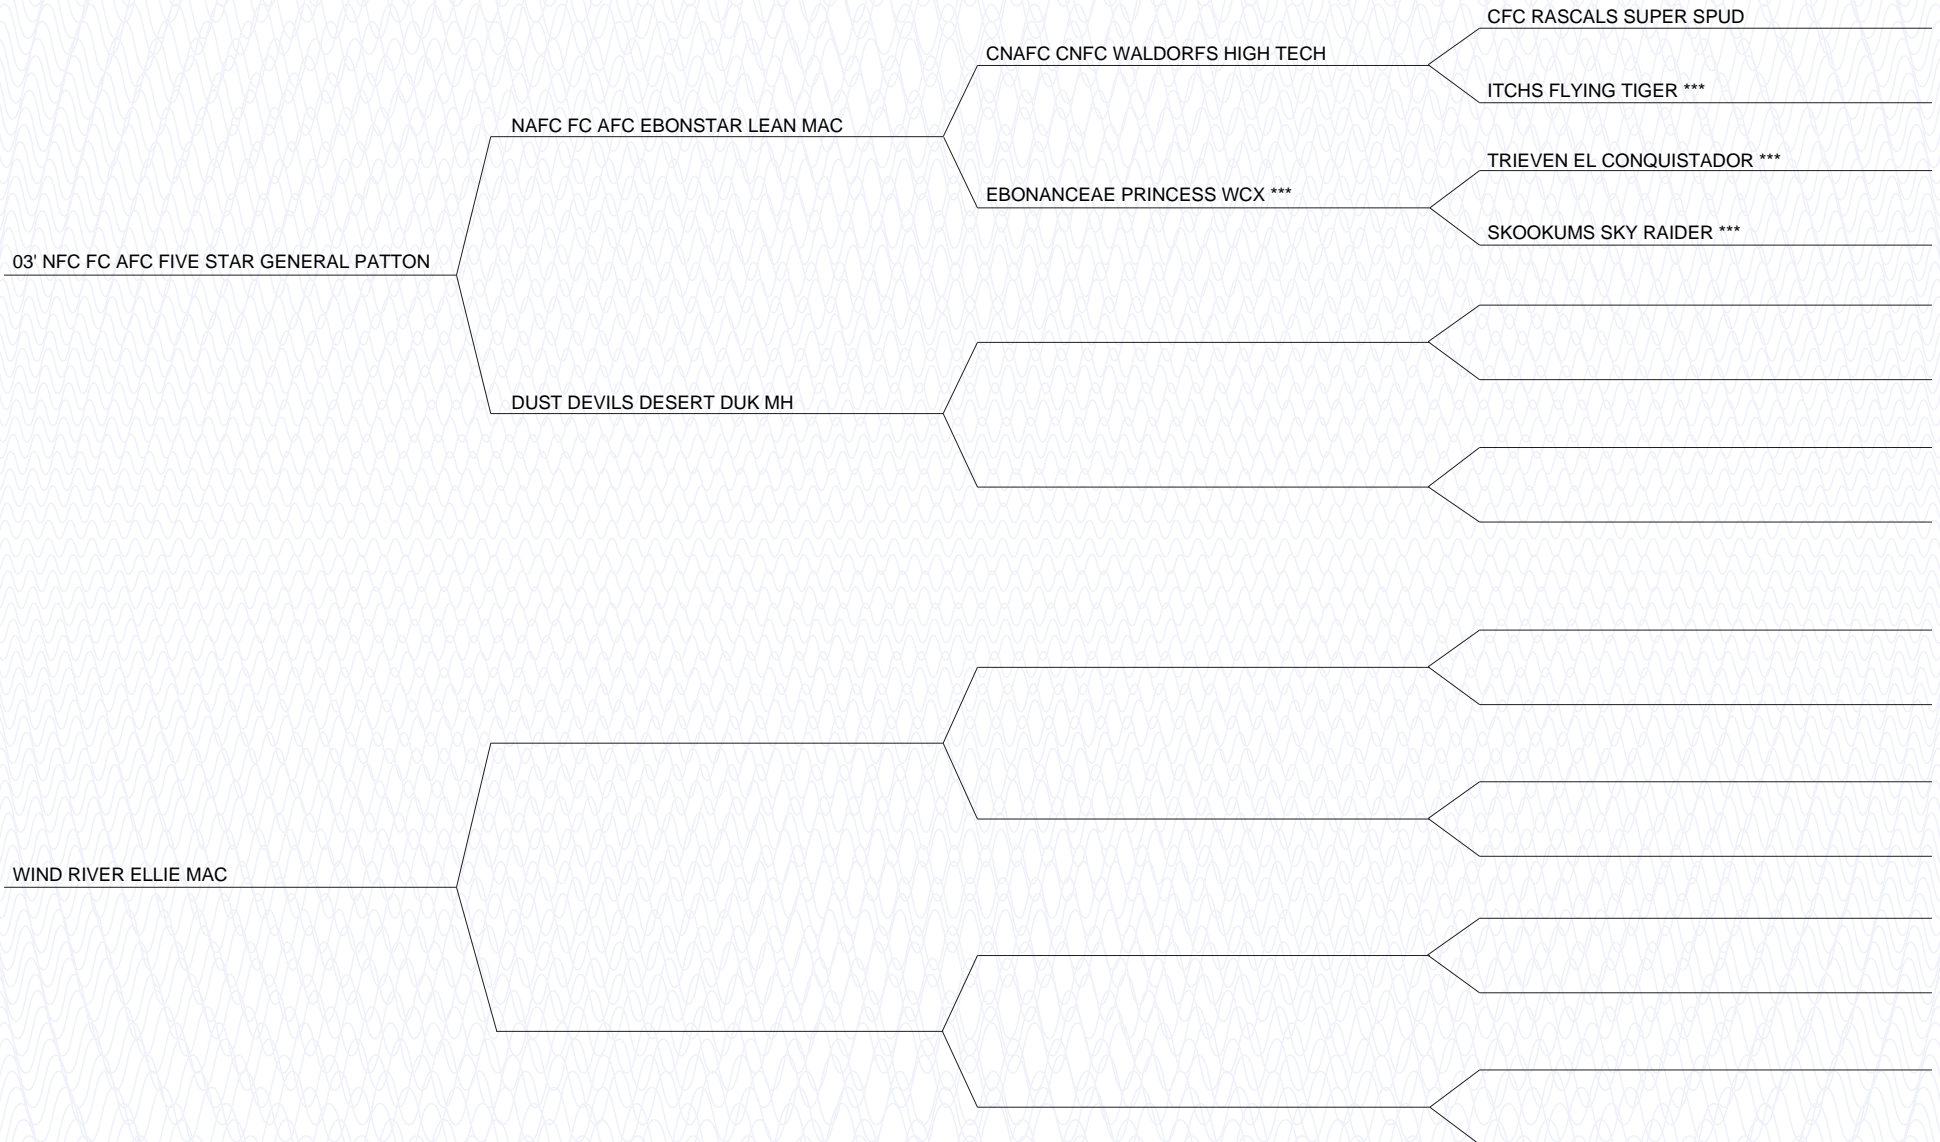 CFC RASCALS SUPER SPUD
CNAFC CNFC WALDORFS HIGH TECH
ITCHS FLYING TIGER ***
NAFC FC AFC EBONSTAR LEAN MAC
TRIEVEN EL CONQUISTADOR ***
EBONANCEAE PRINCESS WCX ***
SKOOKUMS SKY RAIDER ***
03' NFC FC AFC FIVE STAR GENERAL PATTON
DUST DEVILS DESERT DUK MH
WIND RIVER ELLIE MAC